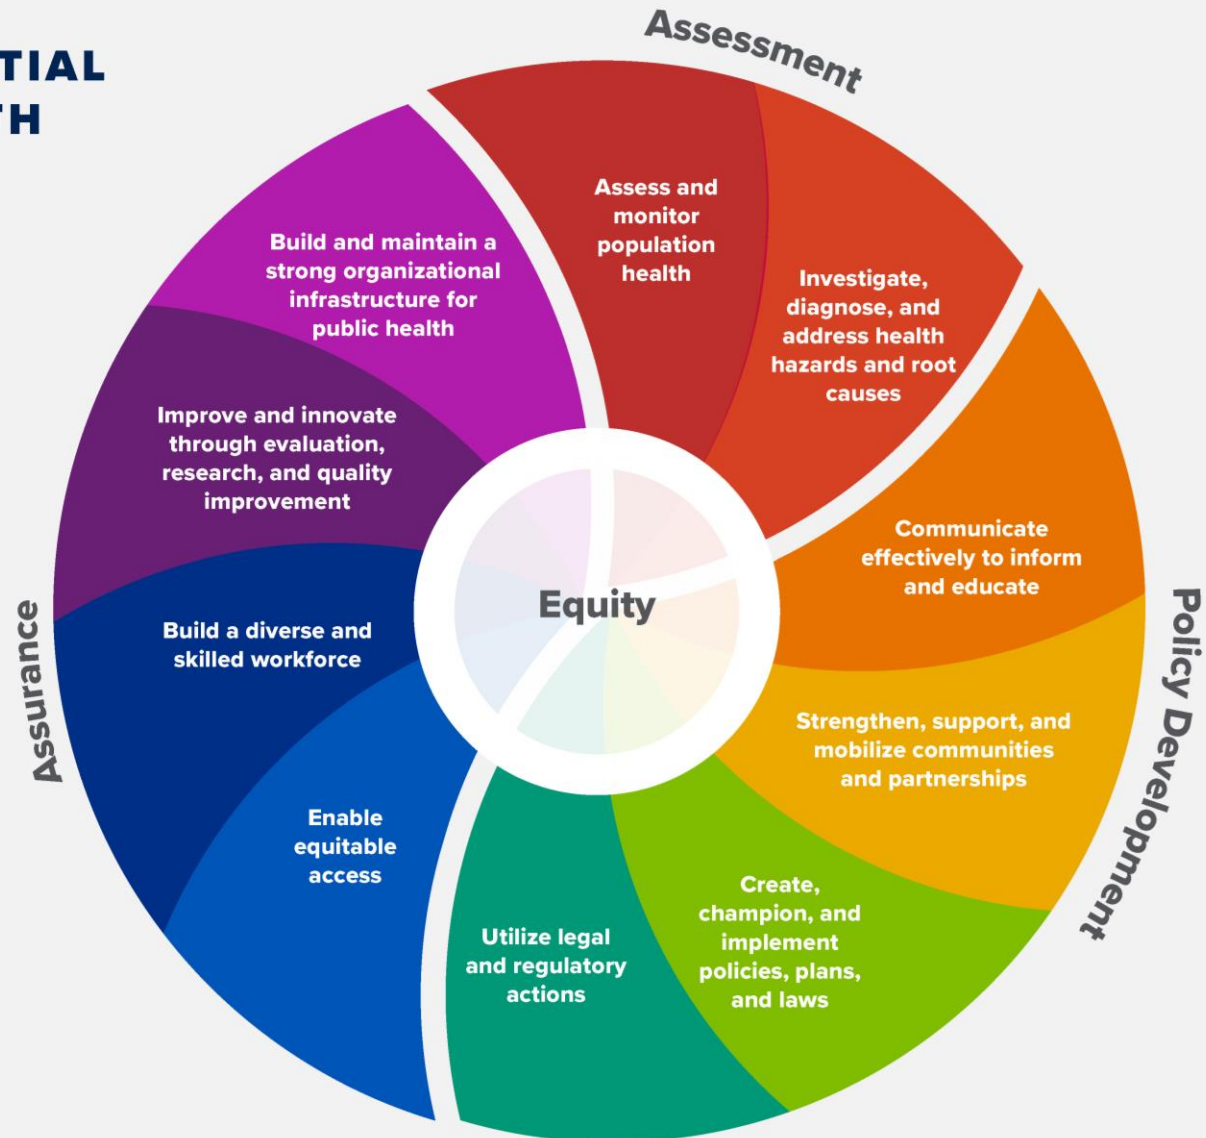 TIAL
TH
Assessment
Assess and
monitor
population
health
Investigate,
diagnose, and
address health
hazards and root
causes
Communicate
effectively to inform
and educate
Strengthen, support, and
mobilize communities
and partnerships
Policy Development
Create,
champion, and
implement
policies, plans,
and laws
Utilize legal
and regulatory
actions
Enable
equitable
access
Build a diverse and
skilled workforce
Assurance
Improve and innovate
through evaluation,
research, and quality
improvement
Build and maintain a
strong organizational
infrastructure for
public health
Equity